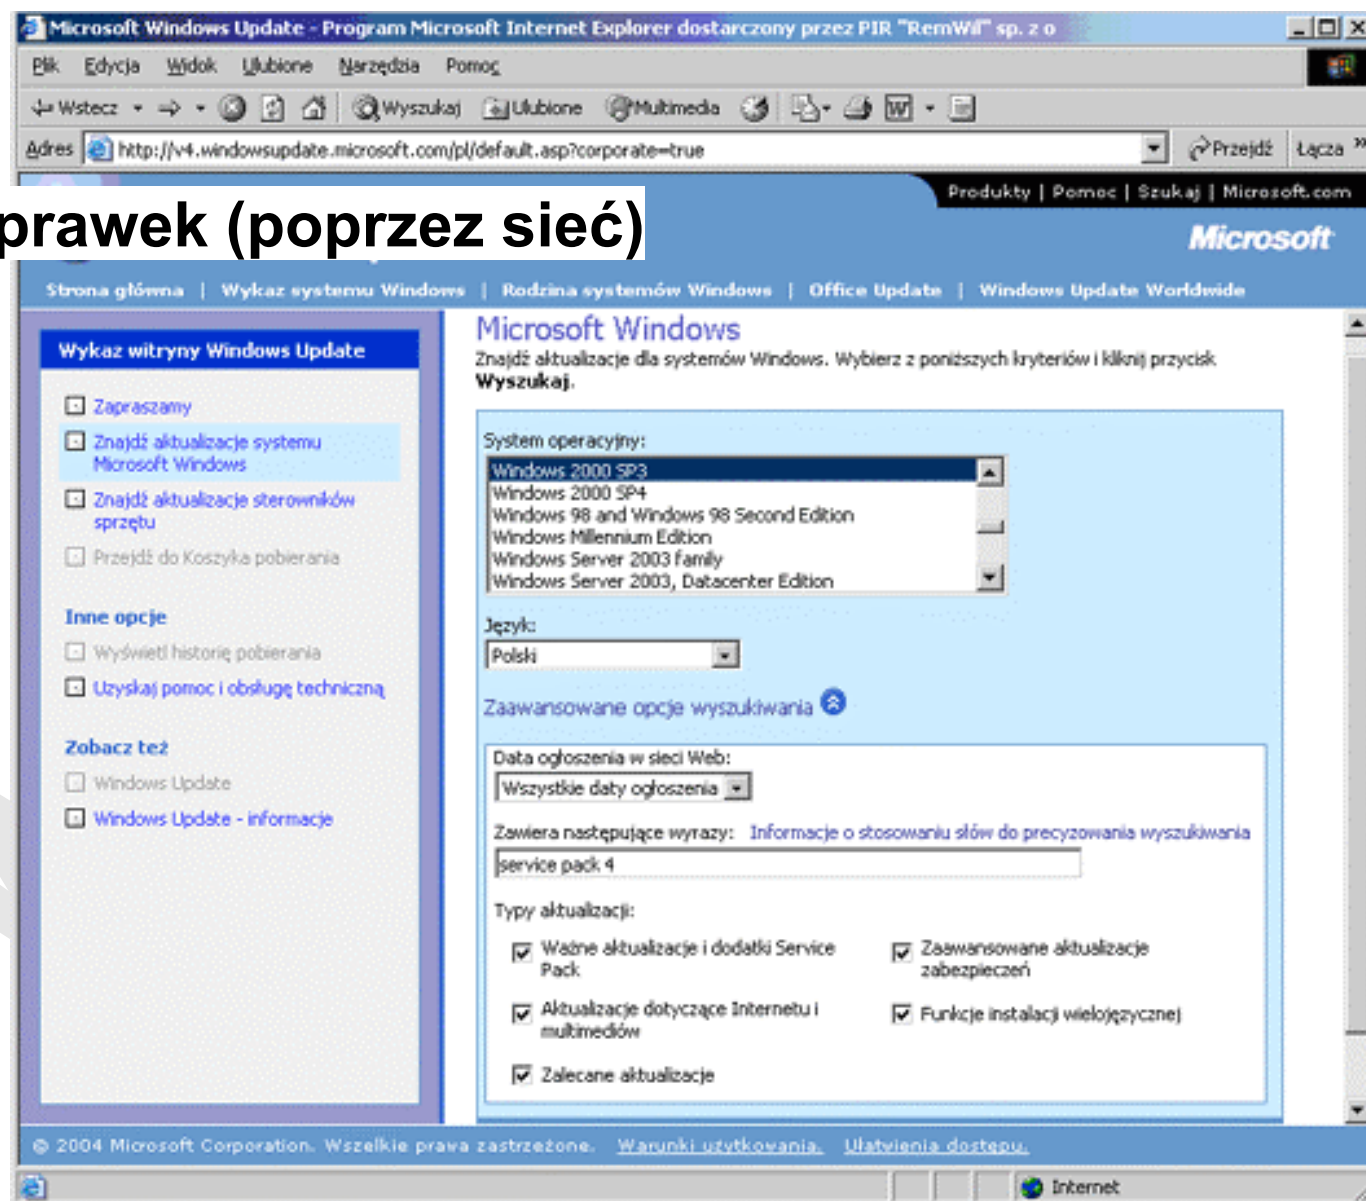 Microsoft Windows Update - Program Microsoft Internet Explorer dostarczony przez PIR "RemWil" sp. z o
Plik Edycja Widok Ulubione Narzędzia Pomoc
Wstecz Wyszukaj Ulubione Multimedia
Adres http://v4.windowsupdate.microsoft.com/pl/default.asp?corporate=true Przejdź Łącza »
Produkty | Pomoc | Szukaj | Microsoft.com
prawek (poprzez sieć)
Microsoft
Strona główna | Wykaz systemu Windows | Rodzina systemów Windows | Office Update | Windows Update Worldwide
Wykaz witryny Windows Update
Zapraszamy
Znajdź aktualizacje systemu
Microsoft Windows
Znajdź aktualizacje sterowników
sprzętu
Przejdź do Koszyka pobierania
Inne opcje
Wyświetl historię pobierania
Uzyskaj pomoc i obsługę techniczną
Zobacz też
Windows Update
Windows Update - informacje
Microsoft Windows
Znajdź aktualizacje dla systemów Windows. Wybierz z poniższych kryteriów i kliknij przycisk
Wyszukaj.
System operacyjny:
Windows 2000 SP3
Windows 2000 SP4
Windows 98 and Windows 98 Second Edition
Windows Millennium Edition
Windows Server 2003 family
Windows Server 2003, Datacenter Edition
Język:
Polski
Zaawansowane opcje wyszukiwania
Data ogłoszenia w sieci Web:
Wszystkie daty ogłoszenia
Zawiera następujące wyrazy: Informacje o stosowaniu słów do precyzowania wyszukiwania
service pack 4
Typy aktualizacji:
Ważne aktualizacje i dodatki Service
Pack
Zaawansowane aktualizacje
zabezpieczeń
Aktualizacje dotyczące Internetu i
multimediów
Funkcje instalacji wielojęzycznej
Zalecane aktualizacje
© 2004 Microsoft Corporation. Wszelkie prawa zastrzeżone. Warunki użytkowania. Ułatwienia dostępu.
Internet